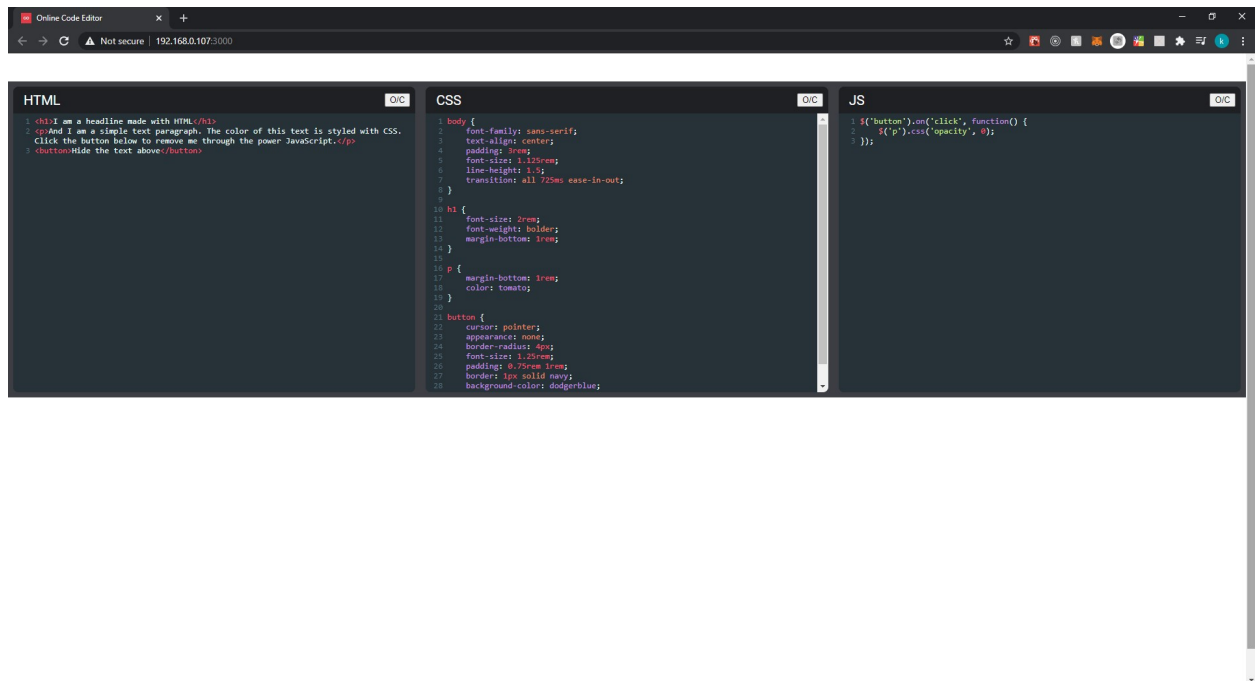 Online Code Editor
Not secure | 192.168.0.107:3000
HTML
O/C
1 <h1>I am a headline made with HTML</h1>
2 <p>And I am a simple text paragraph. The color of this text is styled with CSS.
Click the button below to remove me through the power JavaScript.</p>
3 <button>Hide the text above</button>
CSS
O/C
1 body {
2 font-family: sans-serif;
3 text-align: center;
4 padding: 3rem;
5 font-size: 1.125rem;
6 line-height: 1.5;
7 transition: all 725ms ease-in-out;
8 }
9
10 h1 {
11 font-size: 2rem;
12 font-weight: bolder;
13 margin-bottom: 1rem;
14 }
15
16 p {
17 margin-bottom: 1rem;
18 color: tomato;
19 }
20
21 button {
22 cursor: pointer;
23 appearance: none;
24 border-radius: 4px;
25 font-size: 1.25rem;
26 padding: 0.75rem 1rem;
27 border: 1px solid navy;
28 background-color: dodgerblue;
JS
O/C
1 $('button').on('click', function() {
2 $('p').css('opacity', 0);
3 });